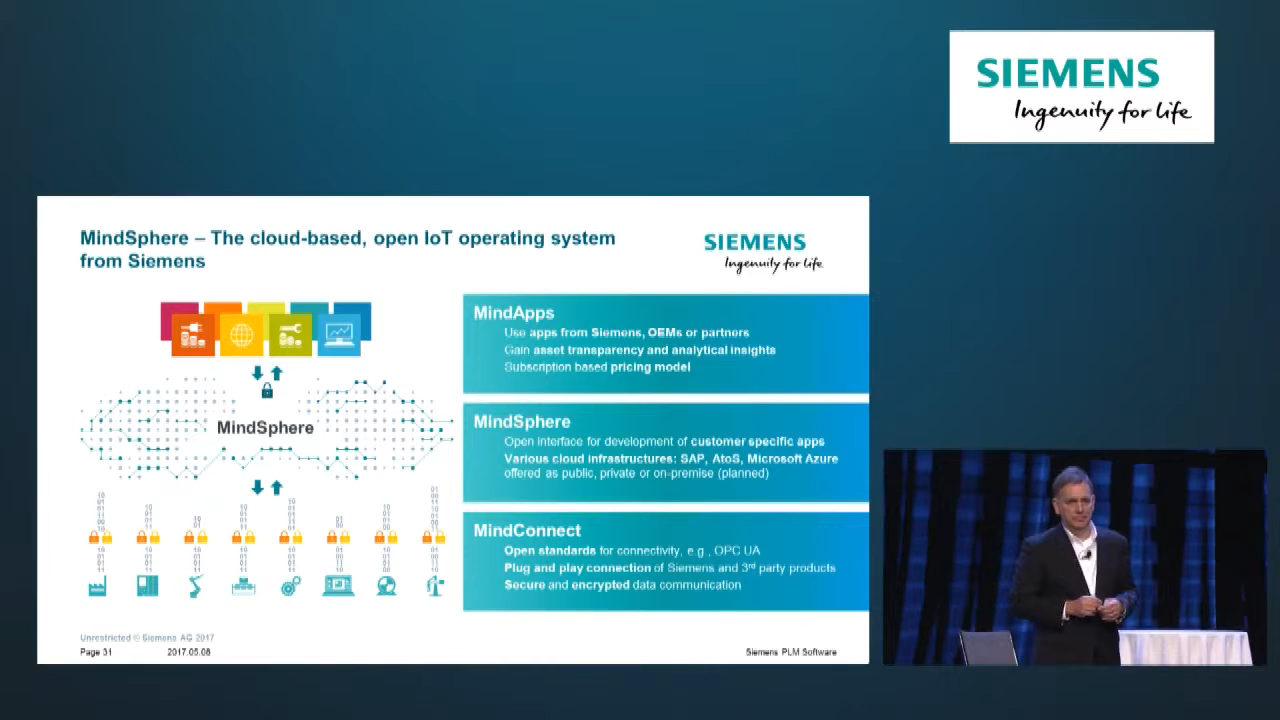 SIEMENS
Ingenuity for life
MindSphere – The cloud-based, open IoT operating system
from Siemens
SIEMENS
Ingenuity for life
MindApps
Use apps from Siemens, OEMs or partners
Gain asset transparency and analytical insights
Subscription based pricing model
MindSphere
MindSphere
Open interface for development of customer specific apps
Various cloud infrastructures: SAP, AtoS, Microsoft Azure
offered as public, private or on-premise (planned)
MindConnect
Open standards for connectivity, e.g., OPC UA
Plug and play connection of Siemens and 3rd party products
Secure and encrypted data communication
Unrestricted © Siemens AG 2017
Page 31
2017.05.08
Siemens PLM Software